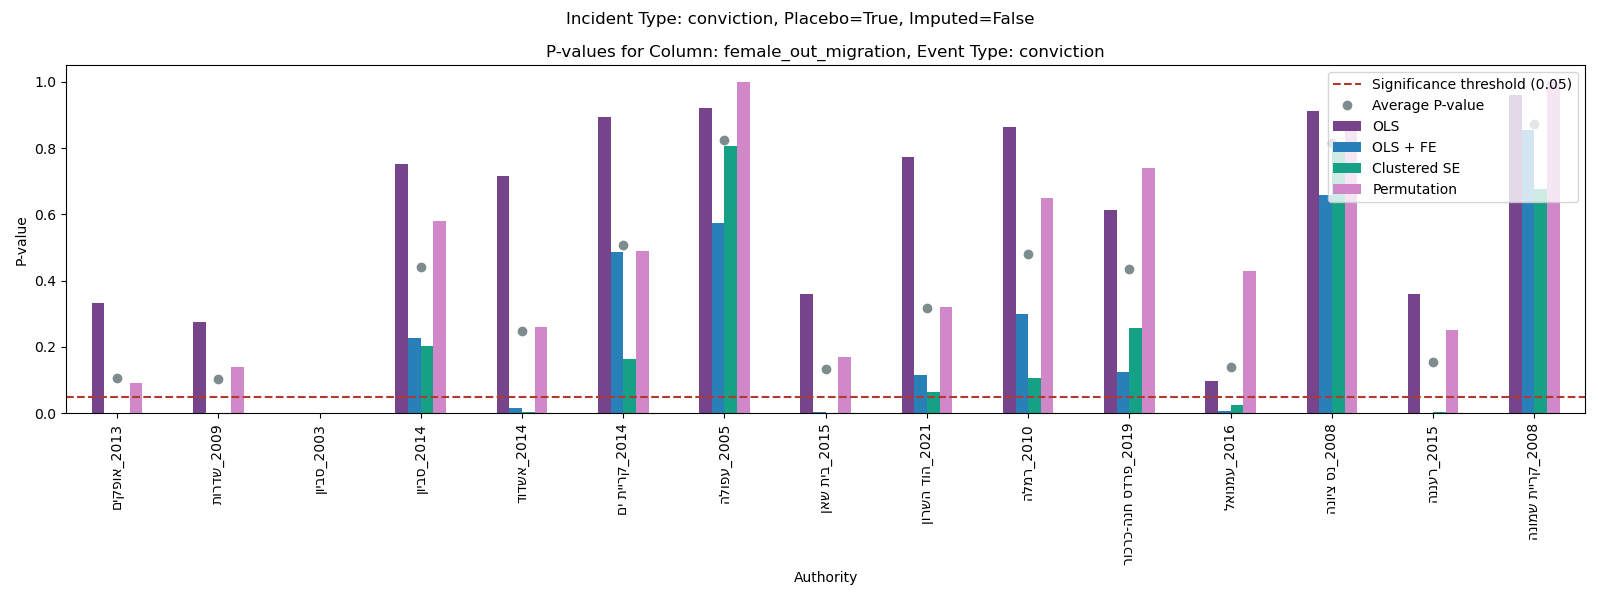 Incident Type: conviction, Placebo=True, Imputed=False
P-values for Column: female_out_migration, Event Type: conviction
Significance threshold (0.05)
Average P-value
OLS
OLS + FE
Clustered SE
Permutation
P-value
1.0
0.8
0.6
0.4
0.2
0.0
אופקים_2013
שדרות_2009
סביון_2003
סביון_2014
אשדוד_2014
קריית ים_2014
עפולה_2005
בית שאן_2015
הוד השרון_2021
רמלה_2010
פרדס חנה-כרכור_2019
עמנואל_2016
נס ציונה_2008
רעננה_2015
קריית שמונה_2008
Authority